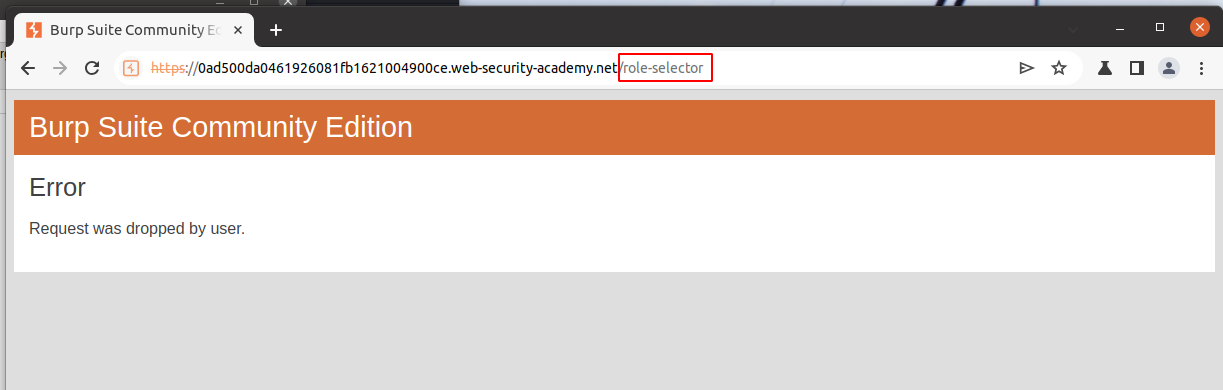 Burp Suite Community Ed
https://0ad500da0461926081fb1621004900ce.web-security-academy.net/role-selector
Burp Suite Community Edition
Error
Request was dropped by user.